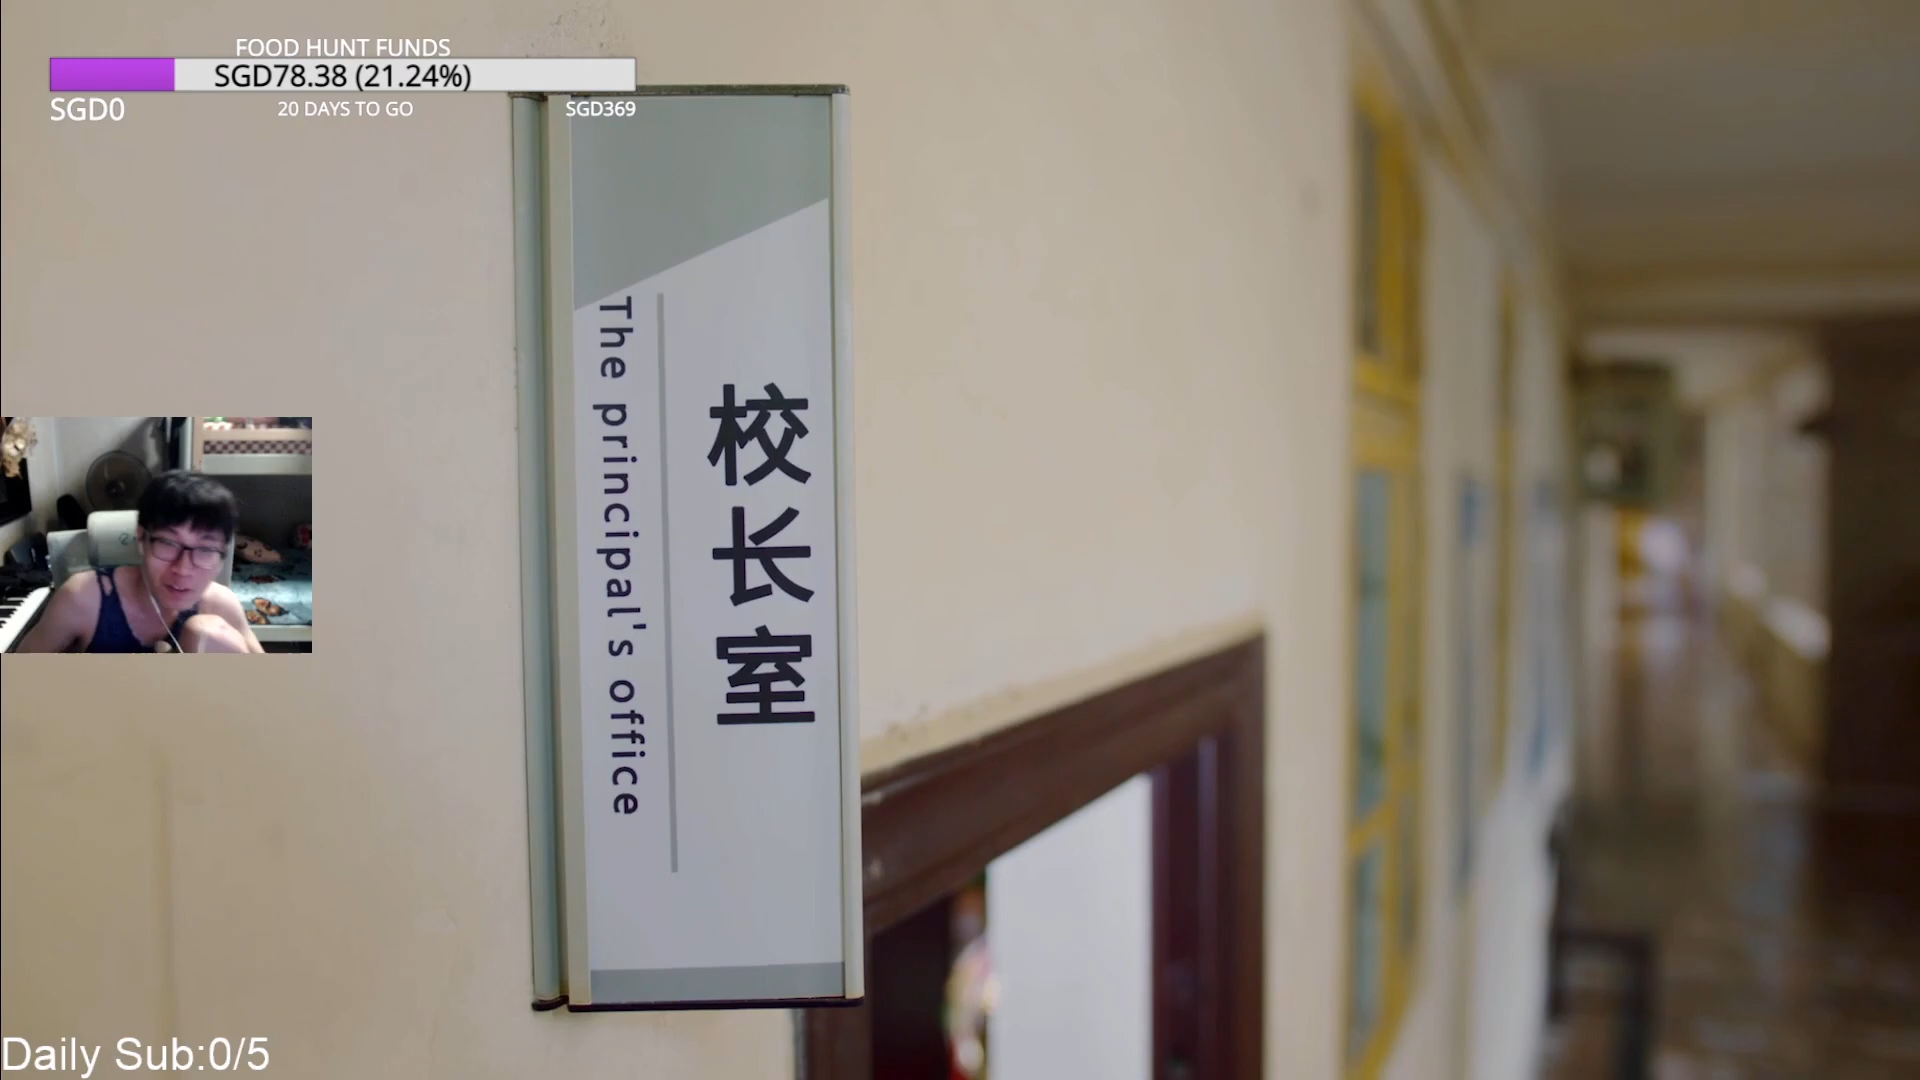 FOOD HUNT FUNDS
SGD78.38 (21.24%)
SGD0
20 DAYS TO GO
SGD369
校长室
The principal's office
Daily Sub:0/5